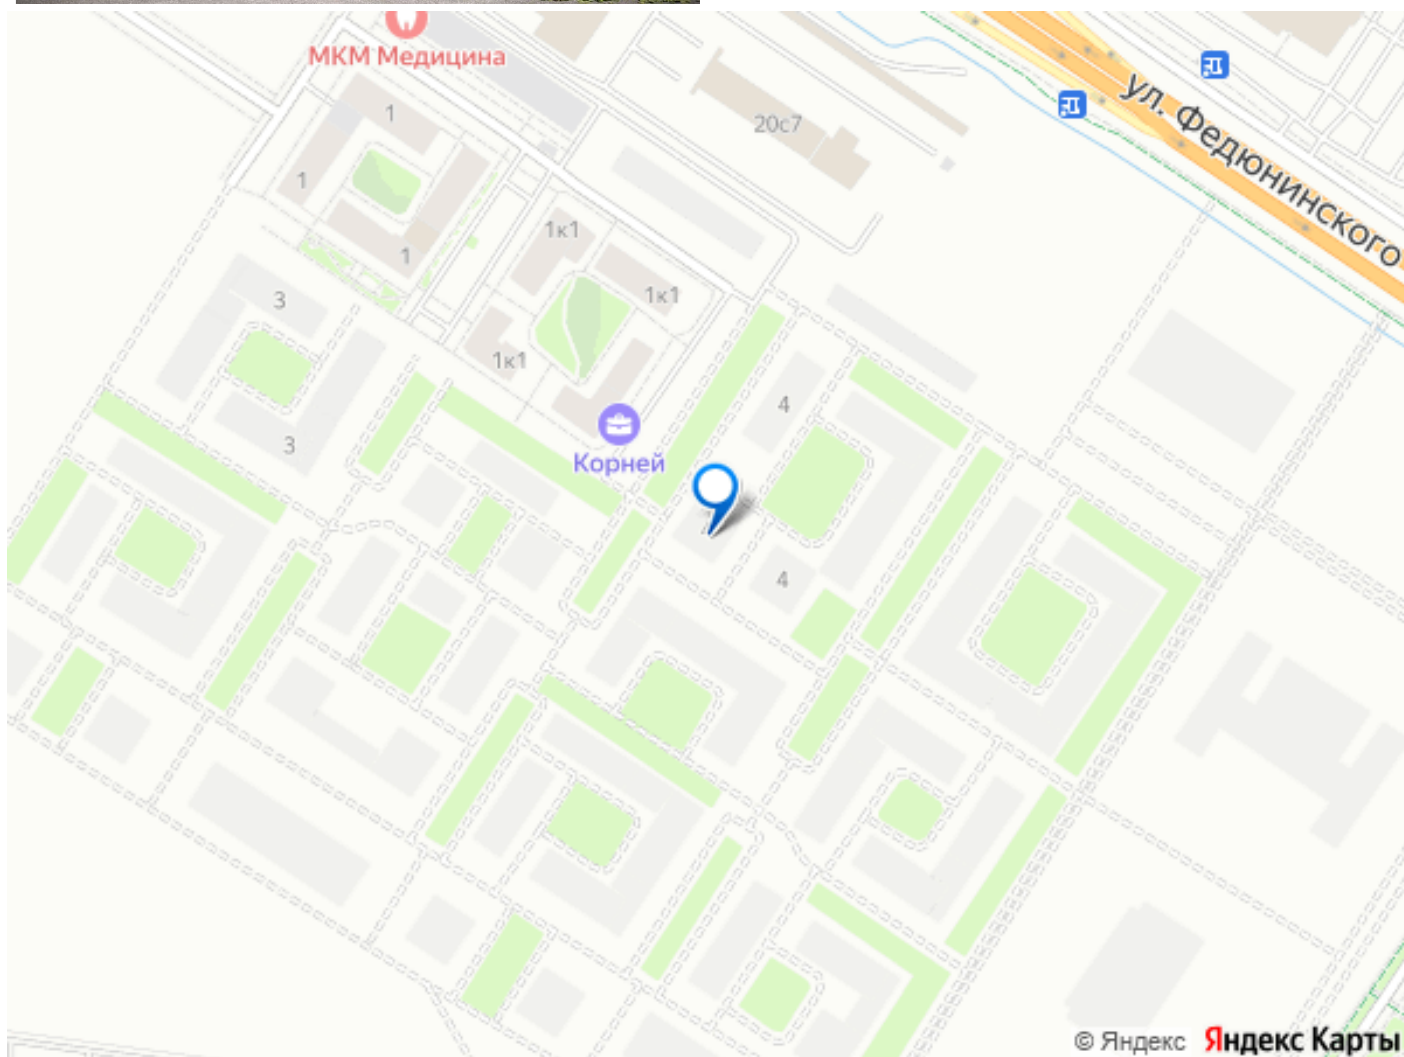 МКМ Медицина
ул. Федюнинского
20с7
1
1
1
1к1
1к1
1к1
3
3
4
Корней
4
© Яндекс Яндекс Карты